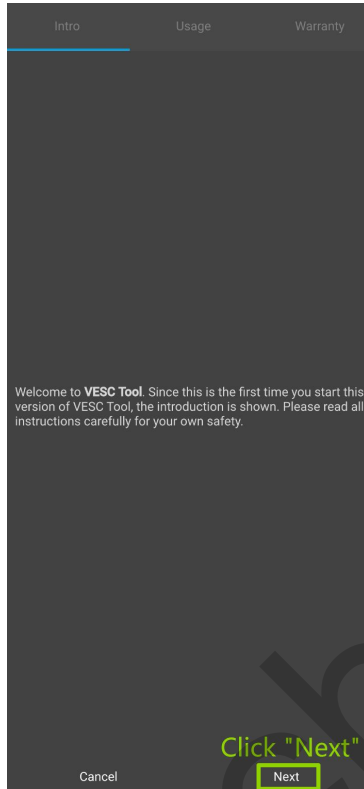 Intro Usage Warranty
Welcome to VESC Tool. Since this is the first time you start this
version of VESC Tool, the introduction is shown. Please read all
instructions carefully for your own safety.
Click "Next"
Cancel Next